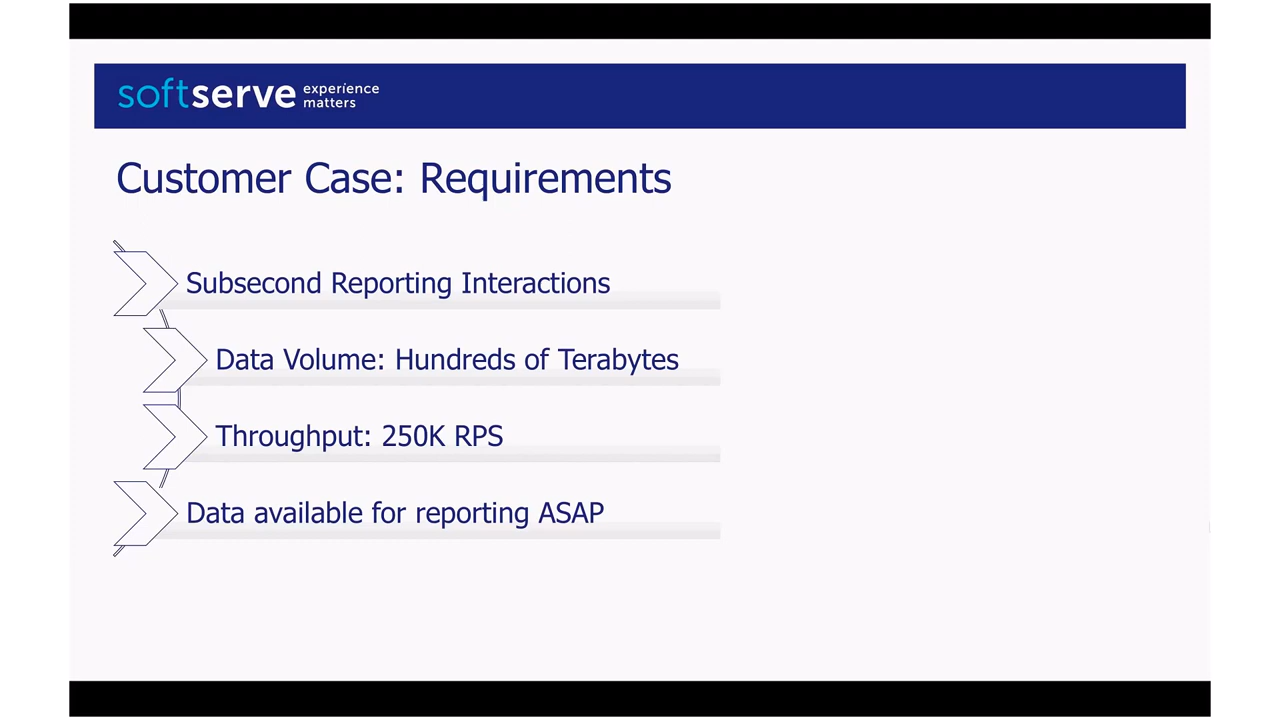 softserve experience
matters
Customer Case: Requirements
Subsecond Reporting Interactions
Data Volume: Hundreds of Terabytes
Throughput: 250K RPS
Data available for reporting ASAP